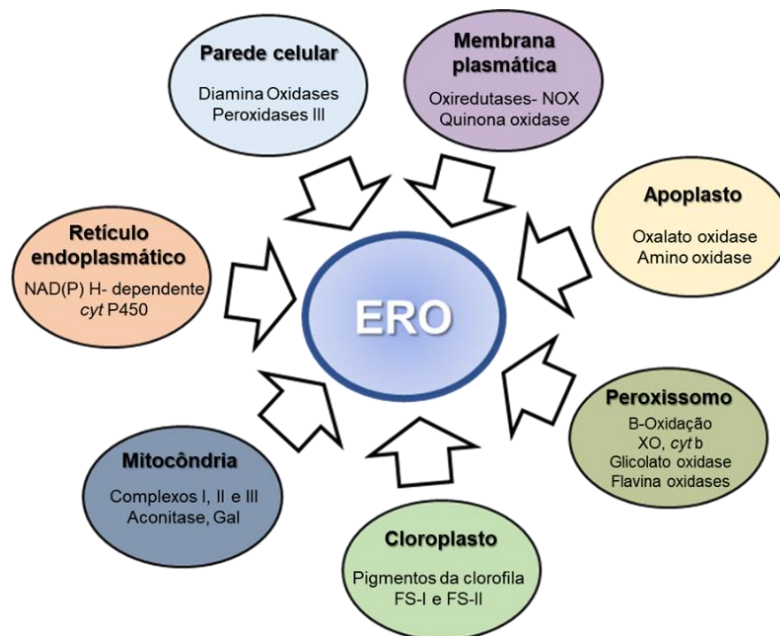 Parede celular
Diamina Oxidases
Peroxidases III
Membrana
plasmática
Oxiredutases- NOX
Quinona oxidase
Apoplasto
Oxalato oxidase
Amino oxidase
Retículo
endoplasmático
NAD(P) H- dependente
cyt P450
ERO
Peroxissomo
B-Oxidação
XO, cyt b
Glicolato oxidase
Flavina oxidases
Mitocôndria
Complexos I, II e III
Aconitase, Gal
Cloroplasto
Pigmentos da clorofila
FS-I e FS-II